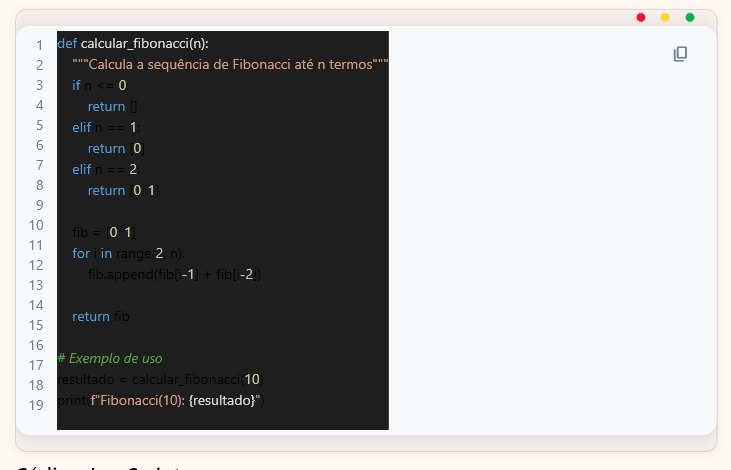 1 def calcular_fibonacci(n):
2 """Calcula a sequência de Fibonacci até n termos"""
3 if n <= 0:
4 return []
5 elif n == 1:
6 return [0]
7 elif n == 2:
8 return [0, 1]
9
10 fib = [0, 1]
11 for i in range(2, n):
12 fib.append(fib[i-1] + fib[i-2])
13
14 return fib
15
16 # Exemplo de uso
17 resultado = calcular_fibonacci(10)
18 print(f"Fibonacci(10): {resultado}")
19